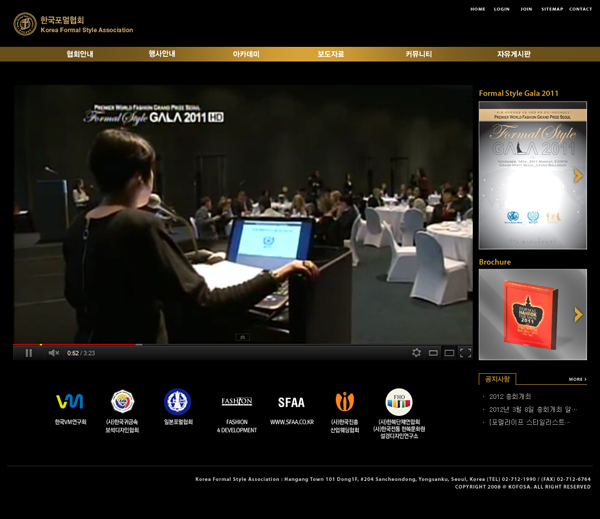 HOME LOGIN JOIN SITEMAP CONTACT
한국포멀협회
Korea Formal Style Association
협회안내 행사안내 아카데미 보도자료 커뮤니티 자유게시판
PREMIER WORLD FASHION GRAND PRIZE SEOUL
Formal Style GALA 2011 HD
0:52 / 3:23
Formal Style Gala 2011
PREMIER WORLD FASHION GRAND PRIZE SEOUL
Formal Style
GALA 2011
Brochure
2011
공지사항 MORE
· 2012 총회개최
· 2012년 3월 8일 총회개최 알…
· [포멀라이프 스타일리스트…
VM
한국VM연구회
(사)한국귀금속
보석디자인협회
일본포멀협회
FASHION
FASHION
4 DEVELOPMENT
SFAA
WWW.SFAA.CO.KR
(사)한국진흥
산업웨딩협회
FHO
(사)한복단체연합회
(사)한국전통 한복문화원
설경디자인연구소
Korea Formal Style Association : Hangang Town 101 Dong1F, #204 Sancheondong, Yongsanku, Seoul, Korea (TEL) 02-712-1990 / (FAX) 02-712-6764
COPYRIGHT 2008 © KOFOSA. ALL RIGHT RESERVED